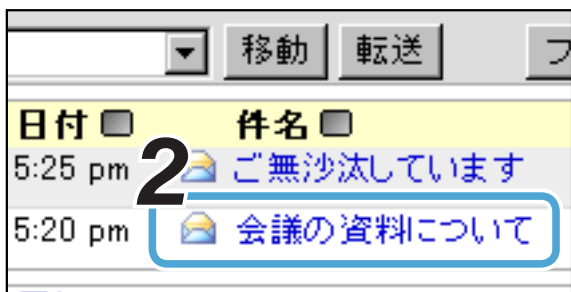 移動 転送 フ
日付 件名
2
5:25 pm ご無沙汰しています
5:20 pm 会議の資料について